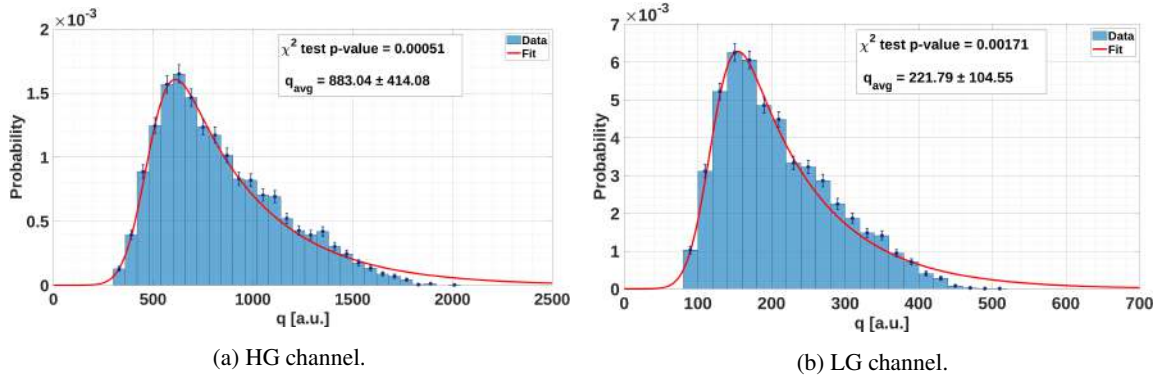 ×10⁻³
2
1.5
1
0.5
0
Probability
χ² test p-value = 0.00051
q_avg = 883.04 ± 414.08
Data
Fit
0 500 1000 1500 2000 2500
q [a.u.]
(a) HG channel.
×10⁻³
7
6
5
4
3
2
1
0
Probability
χ² test p-value = 0.00171
q_avg = 221.79 ± 104.55
Data
Fit
0 100 200 300 400 500 600 700
q [a.u.]
(b) LG channel.